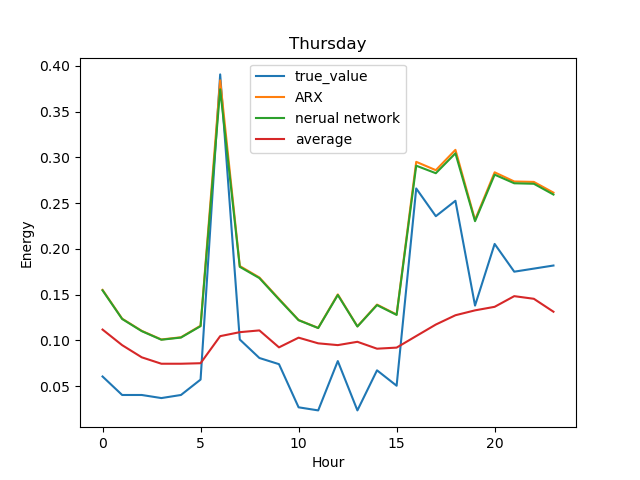 Thursday
true_value
ARX
nerual network
average
0.40
0.35
0.30
0.25
0.20
0.15
0.10
0.05
Energy
0 5 10 15 20
Hour